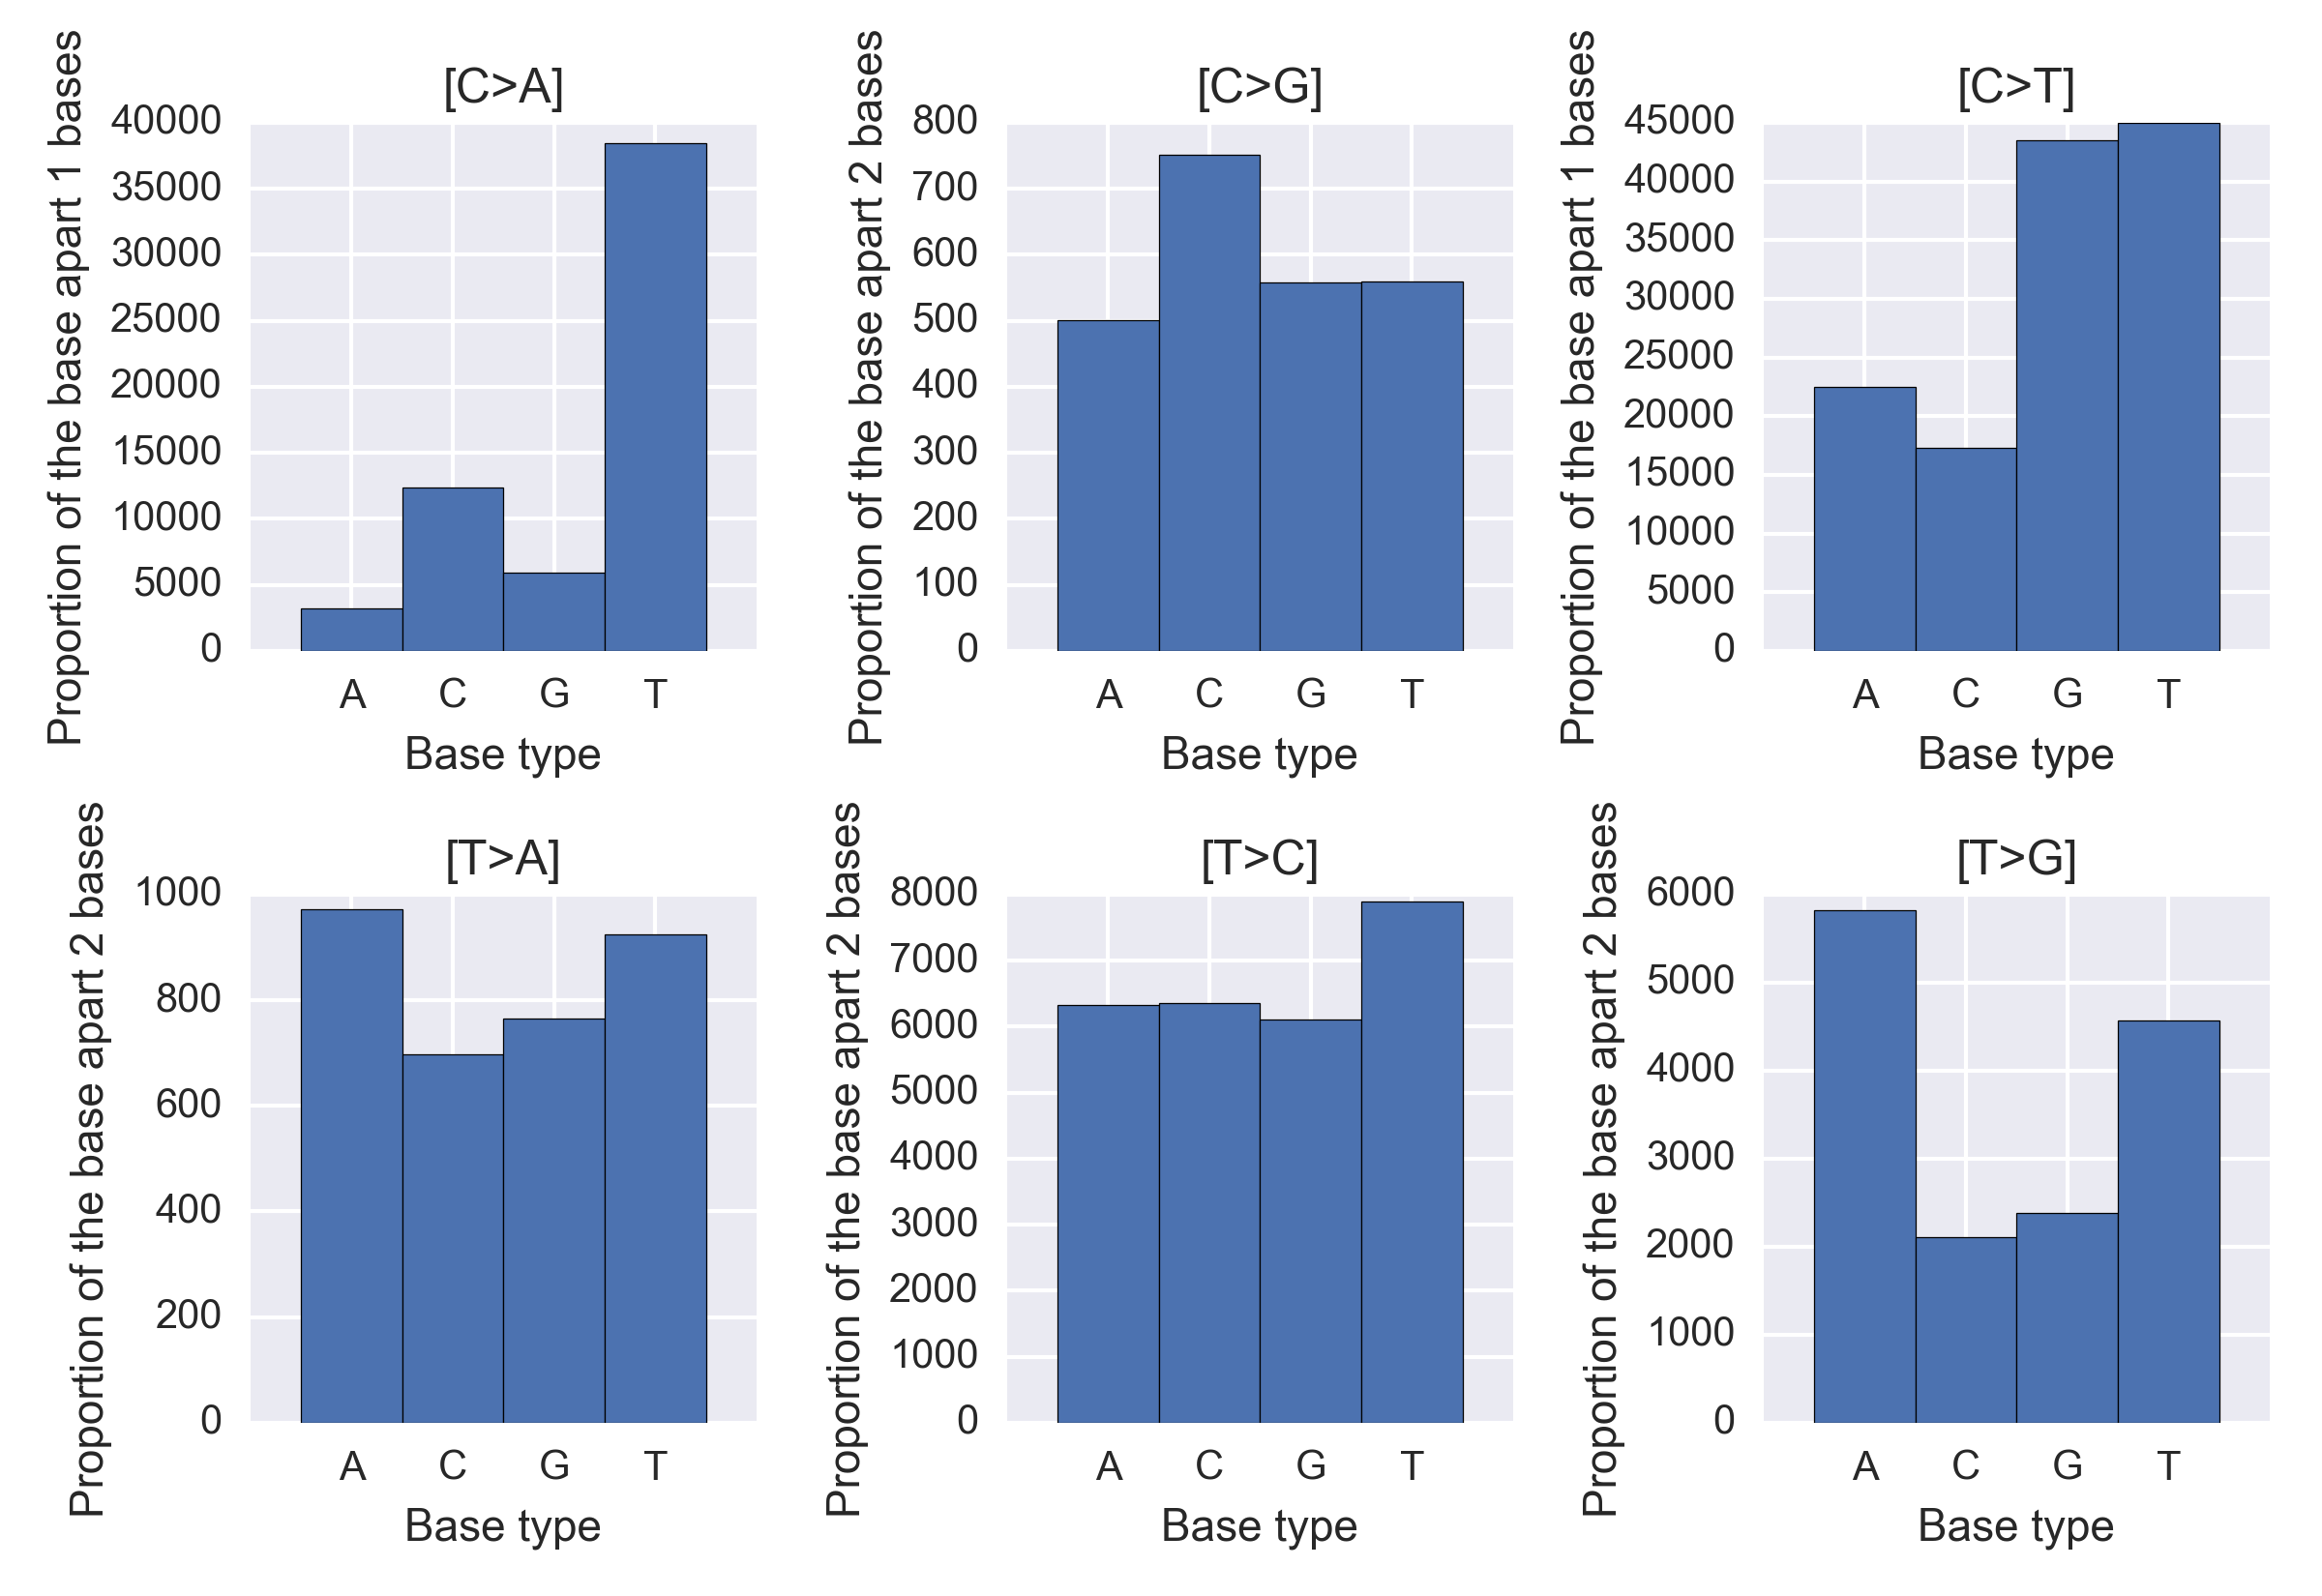 [C>A]
Proportion of the base apart 1 bases
40000
35000
30000
25000
20000
15000
10000
5000
0
A C G T
Base type
[C>G]
Proportion of the base apart 2 bases
800
700
600
500
400
300
200
100
0
A C G T
Base type
[C>T]
Proportion of the base apart 1 bases
45000
40000
35000
30000
25000
20000
15000
10000
5000
0
A C G T
Base type
[T>A]
Proportion of the base apart 2 bases
1000
800
600
400
200
0
A C G T
Base type
[T>C]
Proportion of the base apart 2 bases
8000
7000
6000
5000
4000
3000
2000
1000
0
A C G T
Base type
[T>G]
Proportion of the base apart 2 bases
6000
5000
4000
3000
2000
1000
0
A C G T
Base type